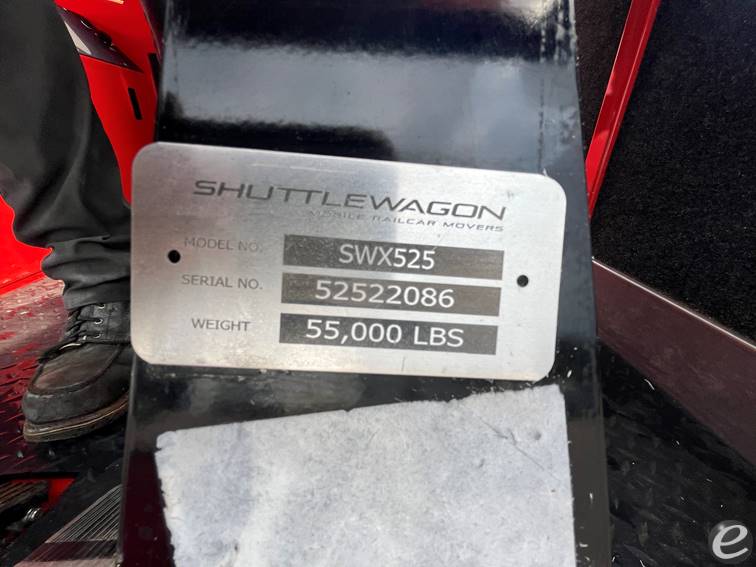 SHUTTLEWAGON
MOBILE RAILCAR MOVERS
MODEL NO. SWX525
SERIAL NO. 52522086
WEIGHT 55,000 LBS
e